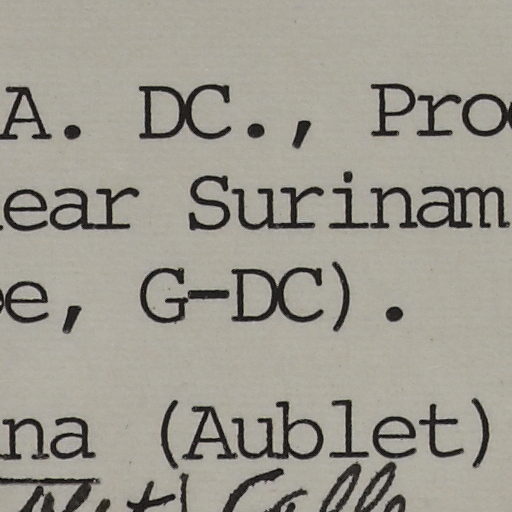 A. DC., Pro
ear Surinam
e, G-DC).
na (Aublet)